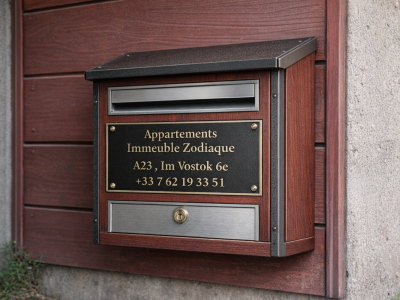 Appartements
Immeuble Zodiaque
A23 , Im Vostok 6e
+33 7 62 19 33 51